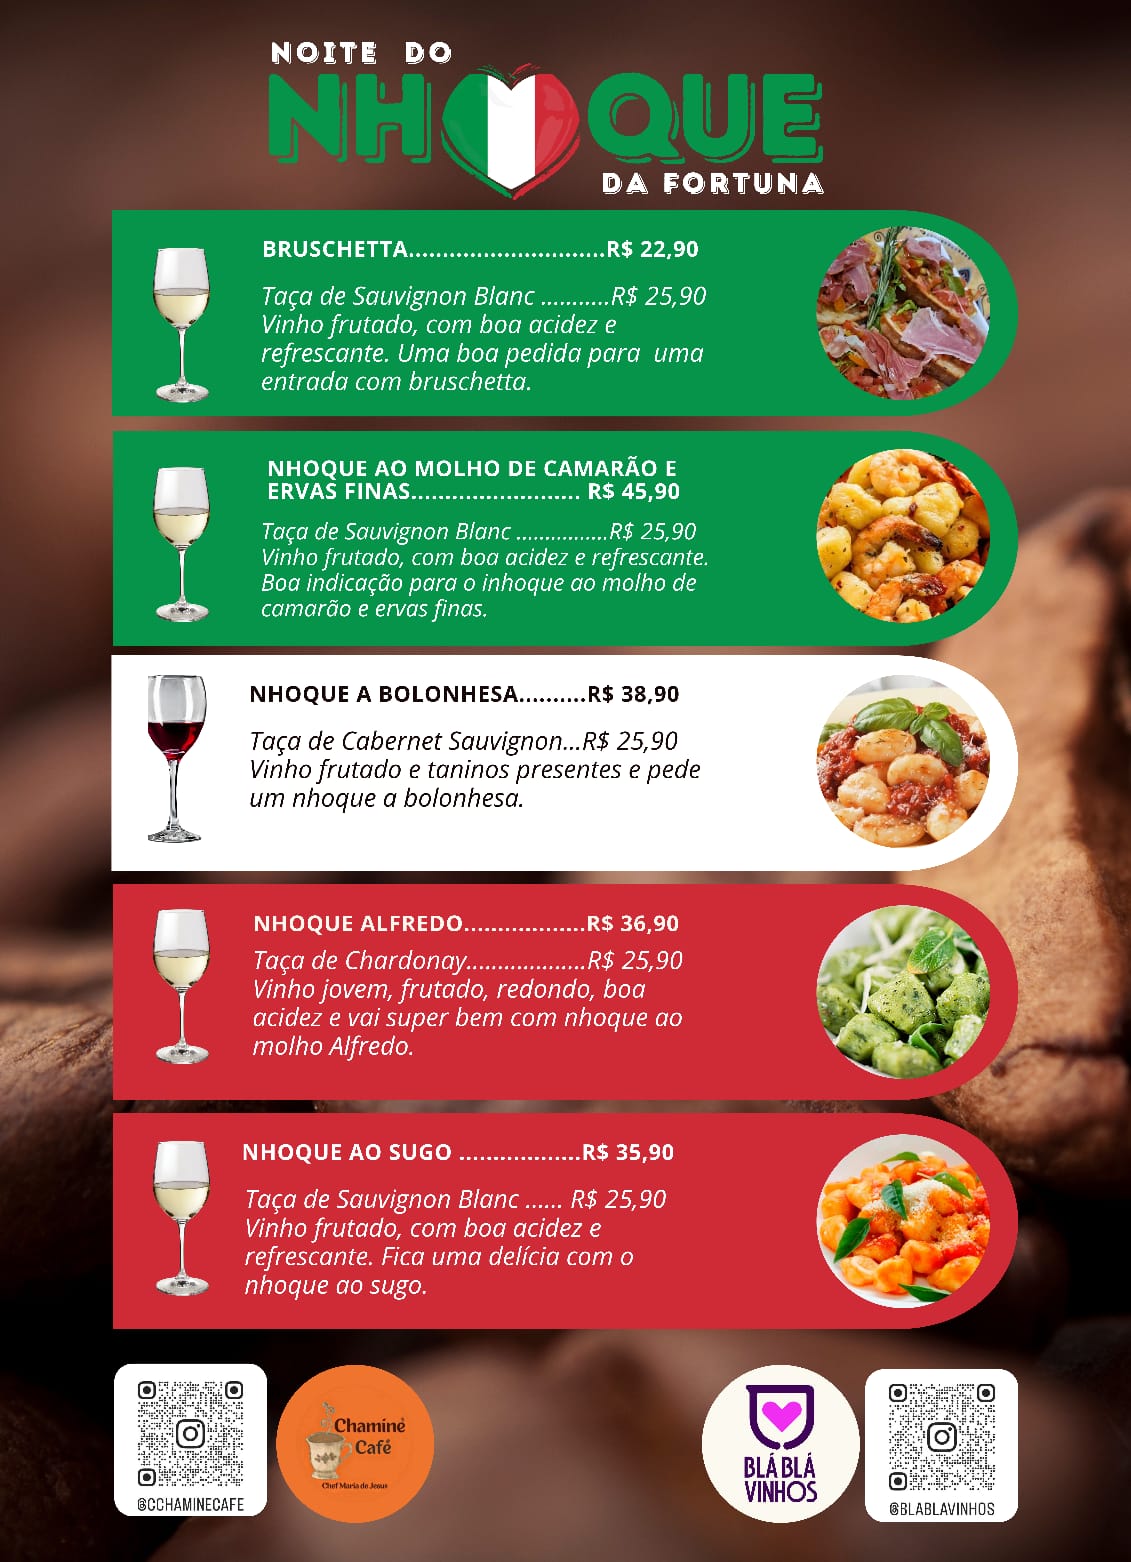 NOITE DO
NHOQUE
DA FORTUNA
BRUSCHETTA.............................R$ 22,90
Taça de Sauvignon Blanc ...........R$ 25,90
Vinho frutado, com boa acidez e
refrescante. Uma boa pedida para uma
entrada com bruschetta.
NHOQUE AO MOLHO DE CAMARÃO E
ERVAS FINAS......................... R$ 45,90
Taça de Sauvignon Blanc ................R$ 25,90
Vinho frutado, com boa acidez e refrescante.
Boa indicação para o inhoque ao molho de
camarão e ervas finas.
NHOQUE A BOLONHESA..........R$ 38,90
Taça de Cabernet Sauvignon...R$ 25,90
Vinho frutado e taninos presentes e pede
um nhoque a bolonhesa.
NHOQUE ALFREDO..................R$ 36,90
Taça de Chardonay...................R$ 25,90
Vinho jovem, frutado, redondo, boa
acidez e vai super bem com nhoque ao
molho Alfredo.
NHOQUE AO SUGO ..................R$ 35,90
Taça de Sauvignon Blanc ...... R$ 25,90
Vinho frutado, com boa acidez e
refrescante. Fica uma delícia com o
nhoque ao sugo.
@CCHAMINECAFE
Chaminé
Café
Chef Maria de Jesus
BLÁ BLÁ
VINHOS
@BLABLAVINHOS